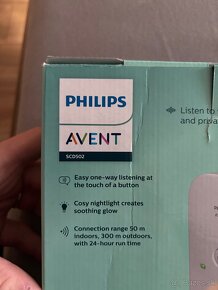 PHILIPS
AVENT
SCD502
Easy one-way listening at
the touch of a button
Cosy nightlight creates
soothing glow
Connection range 50 m
indoors, 300 m outdoors,
with 24-hour run time
Listen to
and priva